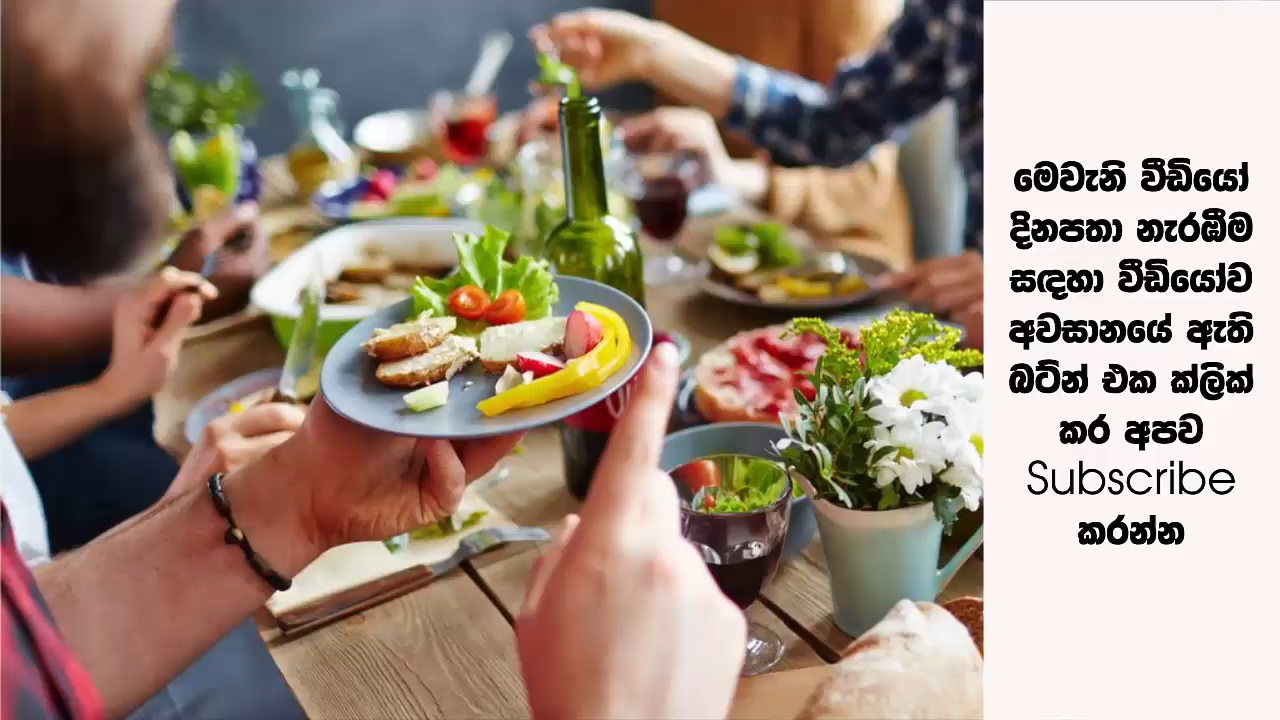 මෙවැනි වීඩියෝ
දිනපතා නැරඹීම
සඳහා වීඩියෝව
අවසානයේ ඇති
බටන් එක ක්ලික්
කර අපව
Subscribe
කරන්න